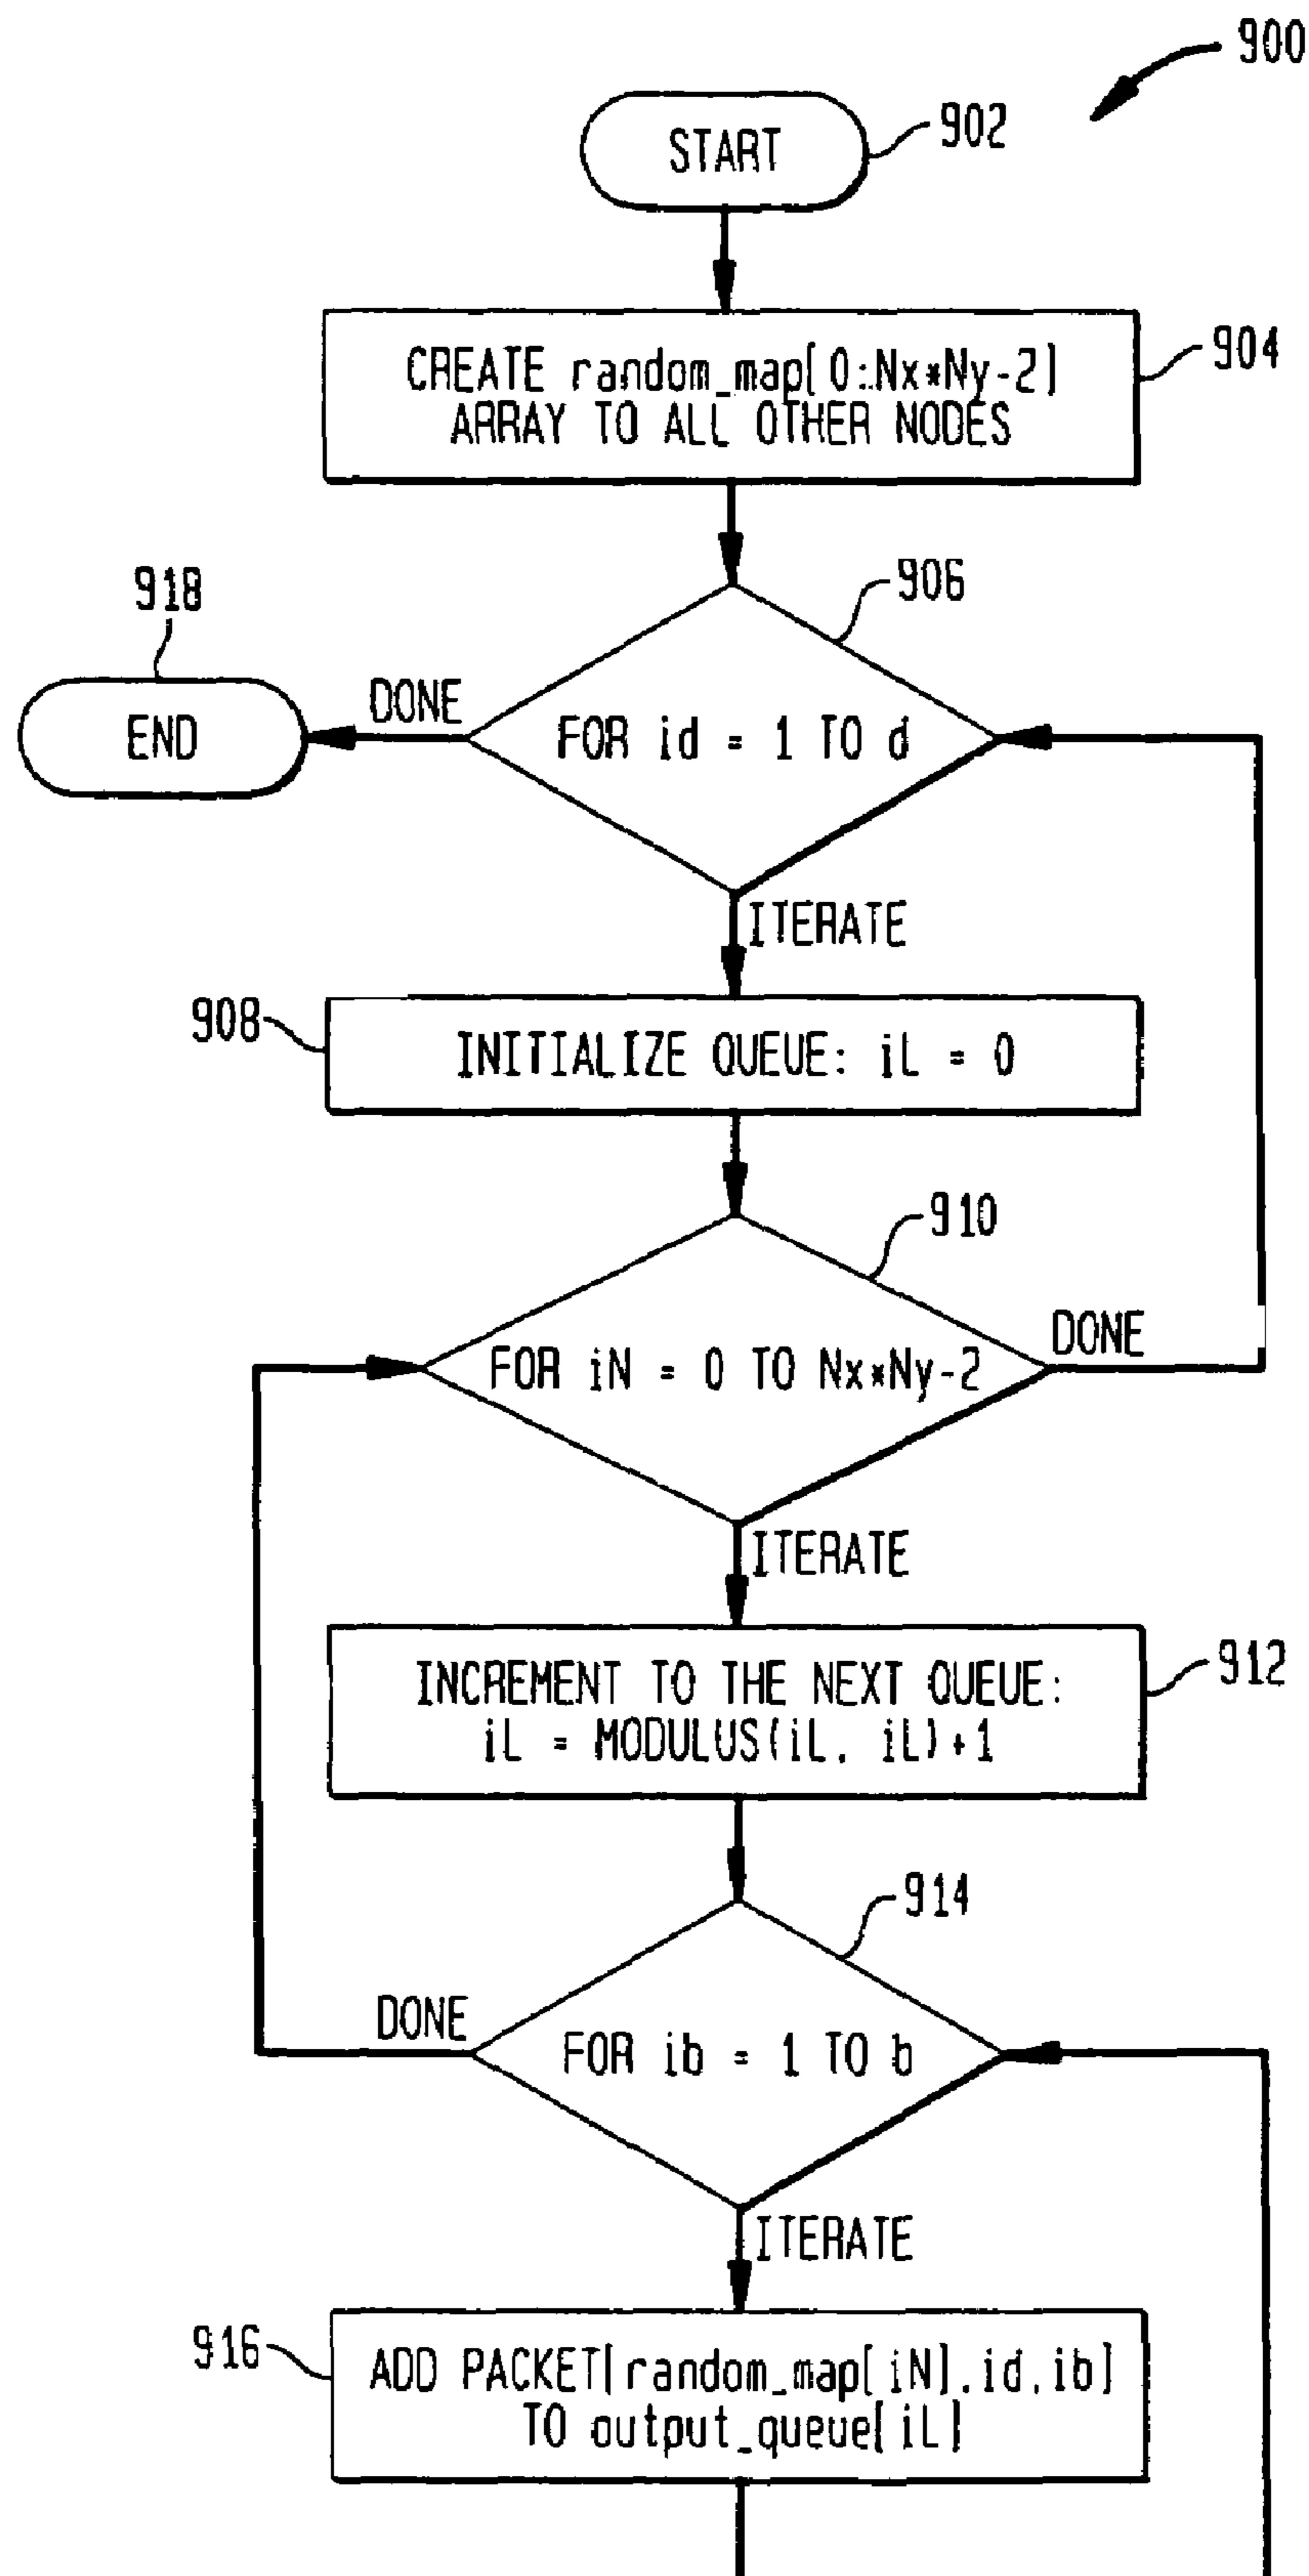 900
START
902
CREATE random_map[0:Nx*Ny-2]
ARRAY TO ALL OTHER NODES
904
906
918
END
DONE
FOR id = 1 TO d
ITERATE
908
INITIALIZE QUEUE: iL = 0
910
FOR iN = 0 TO Nx*Ny-2
DONE
ITERATE
INCREMENT TO THE NEXT QUEUE:
iL = MODULUS(iL, iL)+1
912
914
DONE
FOR ib = 1 TO b
ITERATE
916
ADD PACKET[random_map[iN],id,ib]
TO output_queue[iL]